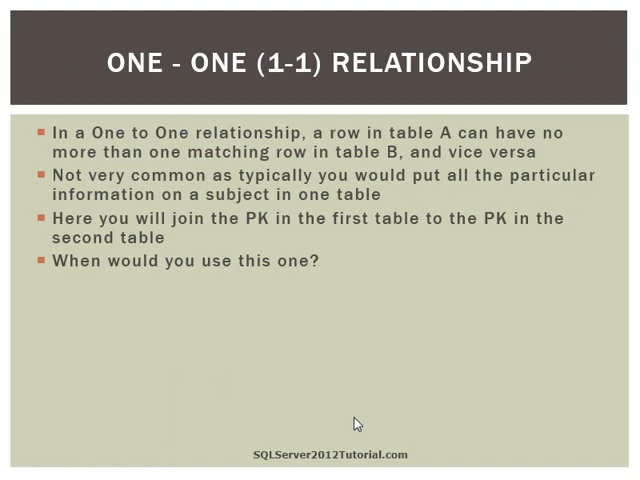 ONE - ONE (1-1) RELATIONSHIP
In a One to One relationship, a row in table A can have no
more than one matching row in table B, and vice versa
Not very common as typically you would put all the particular
information on a subject in one table
Here you will join the PK in the first table to the PK in the
second table
When would you use this one?
SQLServer2012Tutorial.com